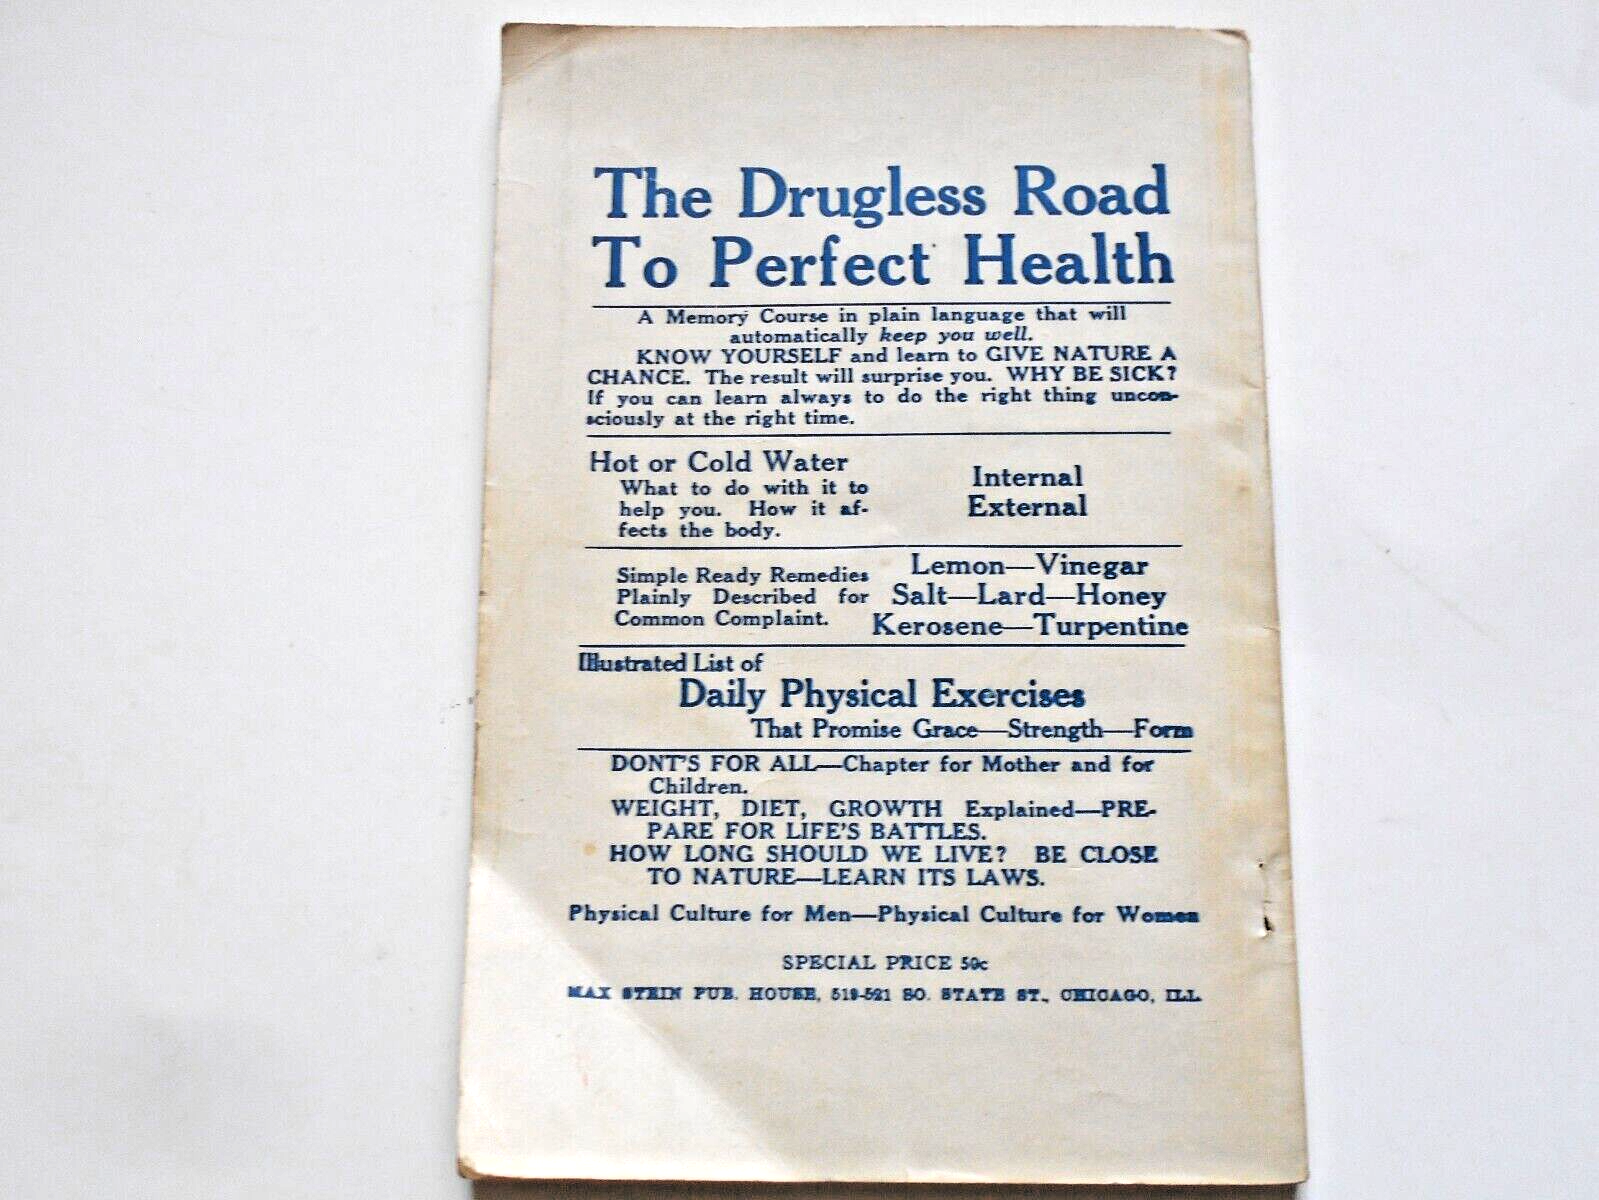 The Drugless Road
To Perfect Health
A Memory Course in plain language that will
automatically keep you well.
KNOW YOURSELF and learn to GIVE NATURE A
CHANCE. The result will surprise you. WHY BE SICK?
If you can learn always to do the right thing uncon-
sciously at the right time.
Hot or Cold Water
What to do with it to
help you. How it af-
fects the body.
Internal
External
Simple Ready Remedies
Plainly Described for
Common Complaint.
Lemon—Vinegar
Salt—Lard—Honey
Kerosene—Turpentine
Illustrated List of
Daily Physical Exercises
That Promise Grace—Strength—Form
DONT'S FOR ALL—Chapter for Mother and for
Children.
WEIGHT, DIET, GROWTH Explained—PRE-
PARE FOR LIFE'S BATTLES.
HOW LONG SHOULD WE LIVE? BE CLOSE
TO NATURE—LEARN ITS LAWS.
Physical Culture for Men—Physical Culture for Women
SPECIAL PRICE 50c
MAX STEIN PUB. HOUSE, 519-521 SO. STATE ST., CHICAGO, ILL.